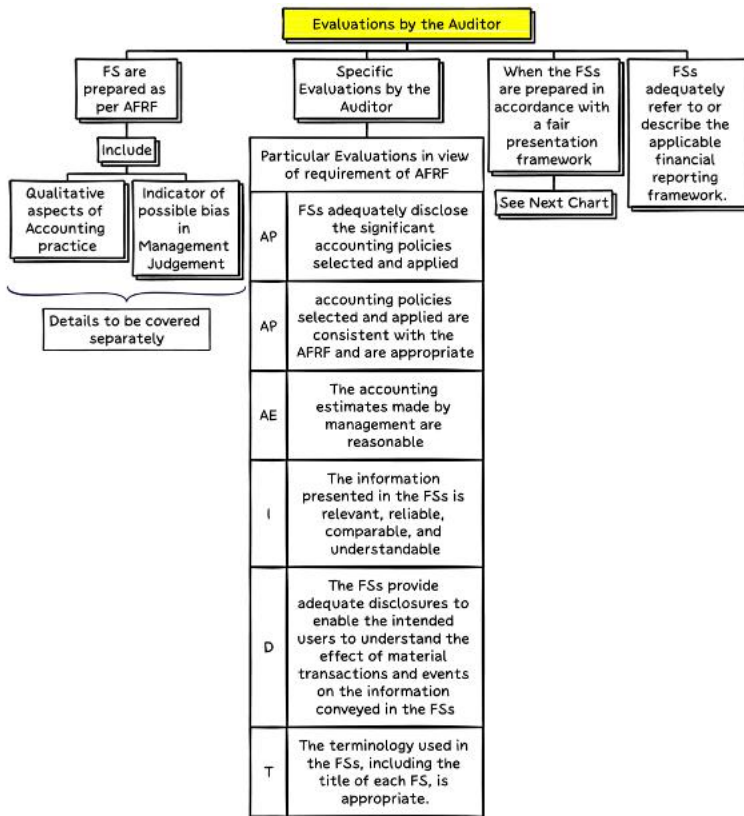 Evaluations by the Auditor
FS are
prepared as
per AFRF
Include
Qualitative
aspects of
Accounting
practice
Indicator of
possible bias
in
Management
Judgement
Details to be covered
separately
Specific
Evaluations by the
Auditor
Particular Evaluations in view
of requirement of AFRF
AP
FSs adequately disclose
the significant
accounting policies
selected and applied
AP
accounting policies
selected and applied are
consistent with the
AFRF and are appropriate
AE
The accounting
estimates made by
management are
reasonable
I
The information
presented in the FSs is
relevant, reliable,
comparable, and
understandable
D
The FSs provide
adequate disclosures to
enable the intended
users to understand the
effect of material
transactions and events
on the information
conveyed in the FSs
T
The terminology used in
the FSs, including the
title of each FS, is
appropriate.
When the FSs
are prepared in
accordance with
a fair
presentation
framework
See Next Chart
FSs
adequately
refer to or
describe the
applicable
financial
reporting
framework.